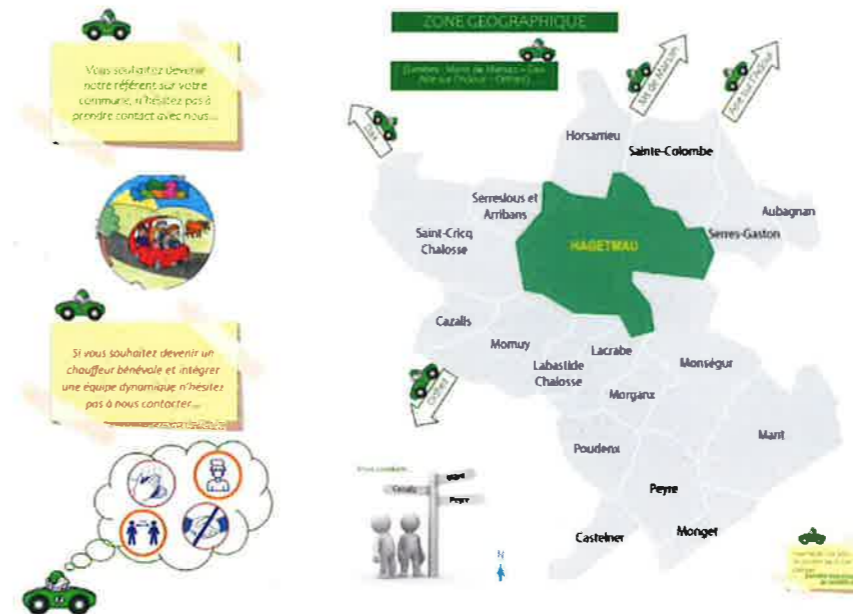 Vous souhaitez devenir
notre référent sur votre
commune, n'hésitez pas à
prendre contact avec nous...
Si vous souhaitez devenir un
chauffeur bénévole et intégrer
une équipe dynamique n'hésitez
pas à nous contacter...
ZONE GEOGRAPHIQUE
Mt de Marsan
Aire sur l'Adour
Dax
Horsarrieu
Sainte-Colombe
Serreslous et
Arribans
Aubagnan
Saint-Cricq
Chalosse
HAGETMAU
Serres-Gaston
Cazalis
Momuy
Lacrabe
Monségur
Labastide
Chalosse
Orthez
Morganx
Mant
Poudenx
Peyre
Castelner
Monget
Peyre
N